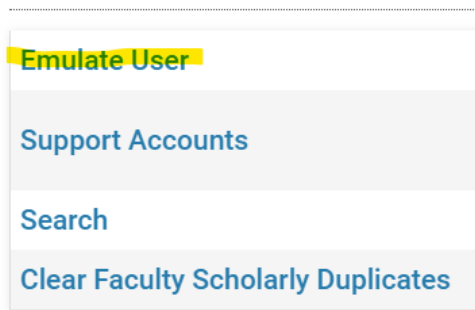 Emulate User
Support Accounts
Search
Clear Faculty Scholarly Duplicates